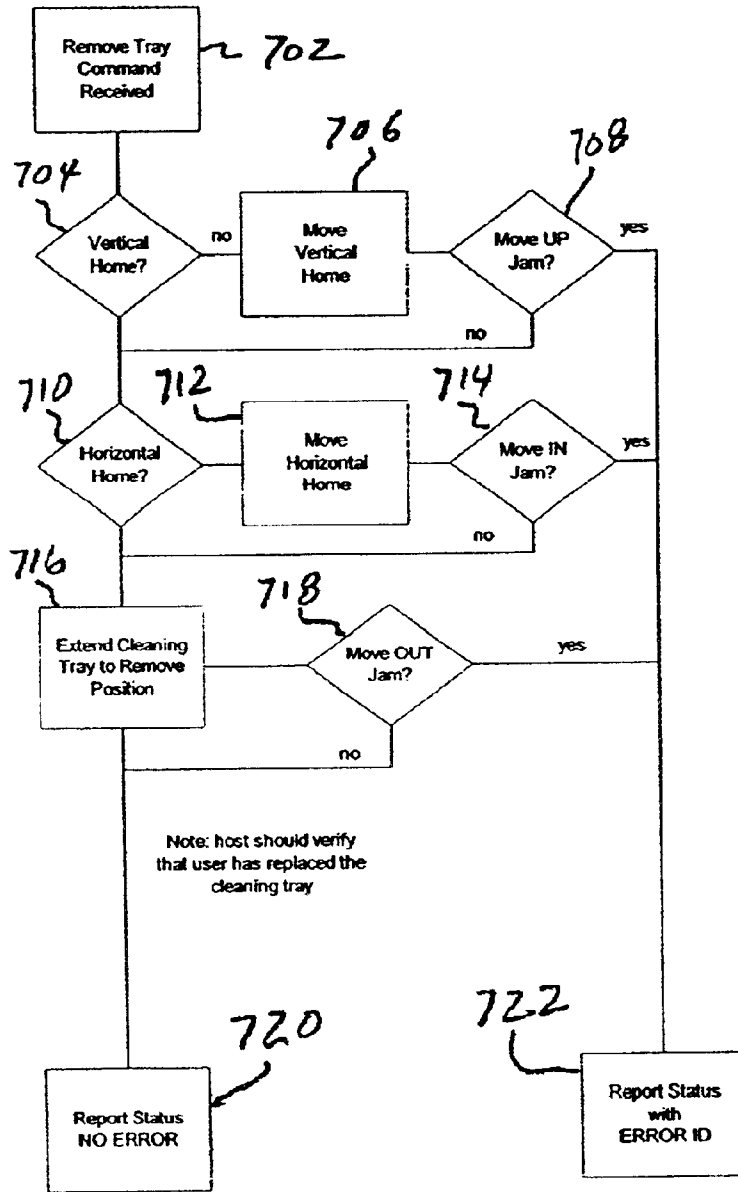 Remove Tray
Command
Received
702
704
Vertical
Home?
no
706
Move
Vertical
Home
708
Move UP
Jam?
yes
no
710
Horizontal
Home?
712
Move
Horizontal
Home
714
Move IN
Jam?
yes
no
716
Extend Cleaning
Tray to Remove
Position
718
Move OUT
Jam?
yes
no
Note: host should verify
that user has replaced the
cleaning tray
720
Report Status
NO ERROR
722
Report Status
with
ERROR ID